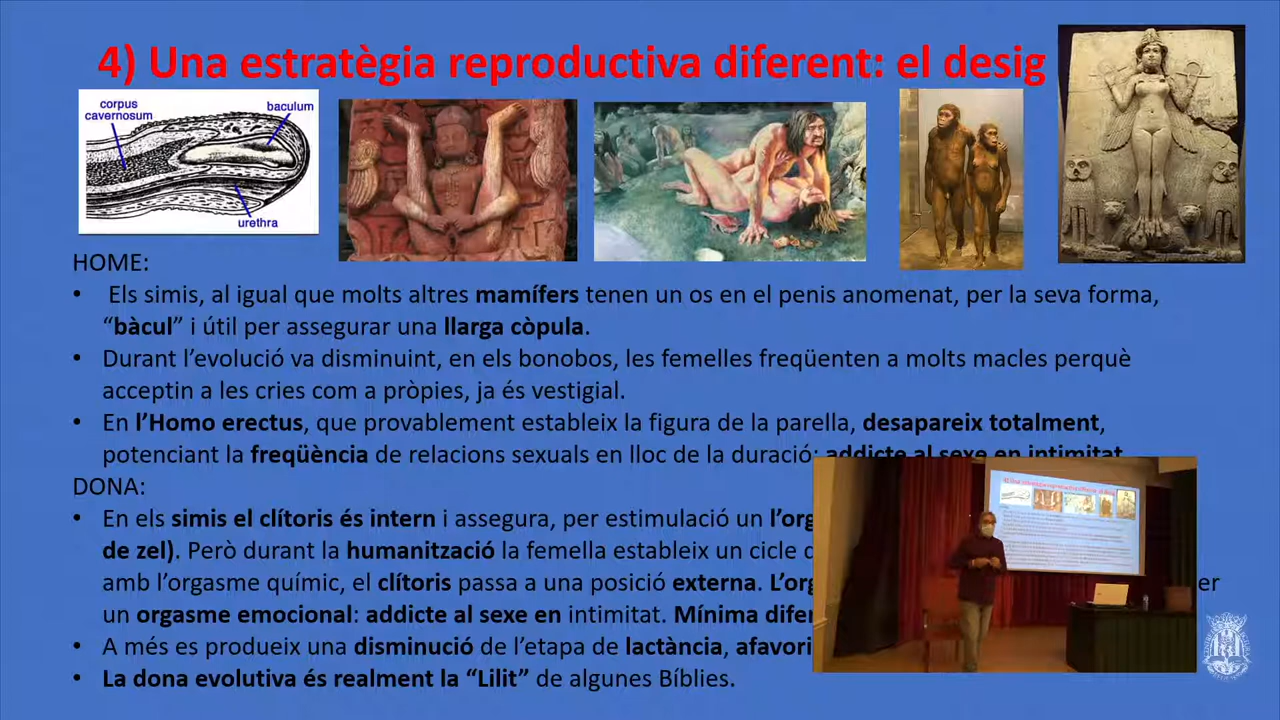 4) Una estratègia reproductiva diferent: el desig
corpus
cavernosum
baculum
urethra
HOME:
• Els simis, al igual que molts altres mamífers tenen un os en el penis anomenat, per la seva forma,
“bàcul” i útil per assegurar una llarga còpula.
• Durant l’evolució va disminuint, en els bonobos, les femelles freqüenten a molts macles perquè
acceptin a les cries com a pròpies, ja és vestigial.
• En l’Homo erectus, que provablement estableix la figura de la parella, desapareix totalment,
potenciant la freqüència de relacions sexuals en lloc de la duració: addicte al sexe en intimitat
DONA:
• En els simis el clítoris és intern i assegura, per estimulació un
de zel). Però durant la humanització la femella estableix un cicle
amb l’orgasme químic, el clítoris passa a una posició externa.
un orgasme emocional: addicte al sexe en intimitat. Mínima
• A més es produeix una disminució de l’etapa de lactància,
• La dona evolutiva és realment la “Lilit” de algunes Bíblies.